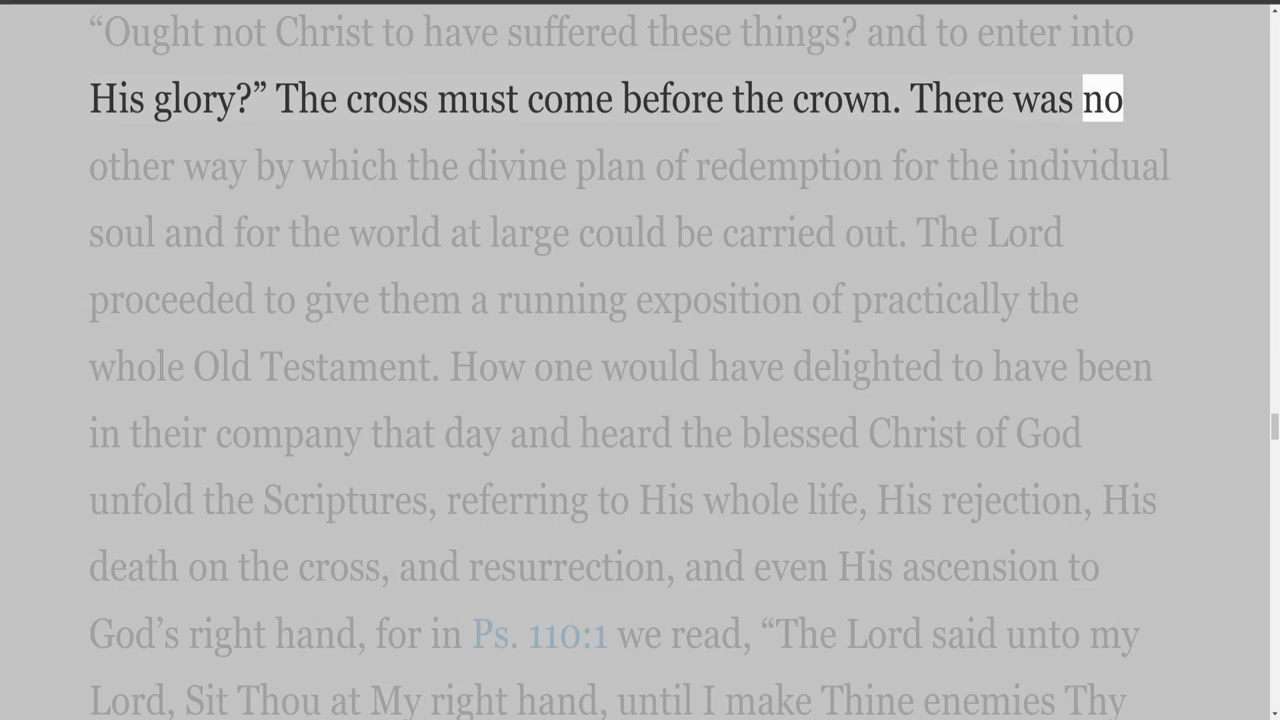 “Ought not Christ to have suffered these things? and to enter into
His glory?” The cross must come before the crown. There was no
other way by which the divine plan of redemption for the individual
soul and for the world at large could be carried out. The Lord
proceeded to give them a running exposition of practically the
whole Old Testament. How one would have delighted to have been
in their company that day and heard the blessed Christ of God
unfold the Scriptures, referring to His whole life, His rejection, His
death on the cross, and resurrection, and even His ascension to
God’s right hand, for in Ps. 110:1 we read, “The Lord said unto my
Lord, Sit Thou at My right hand, until I make Thine enemies Thy